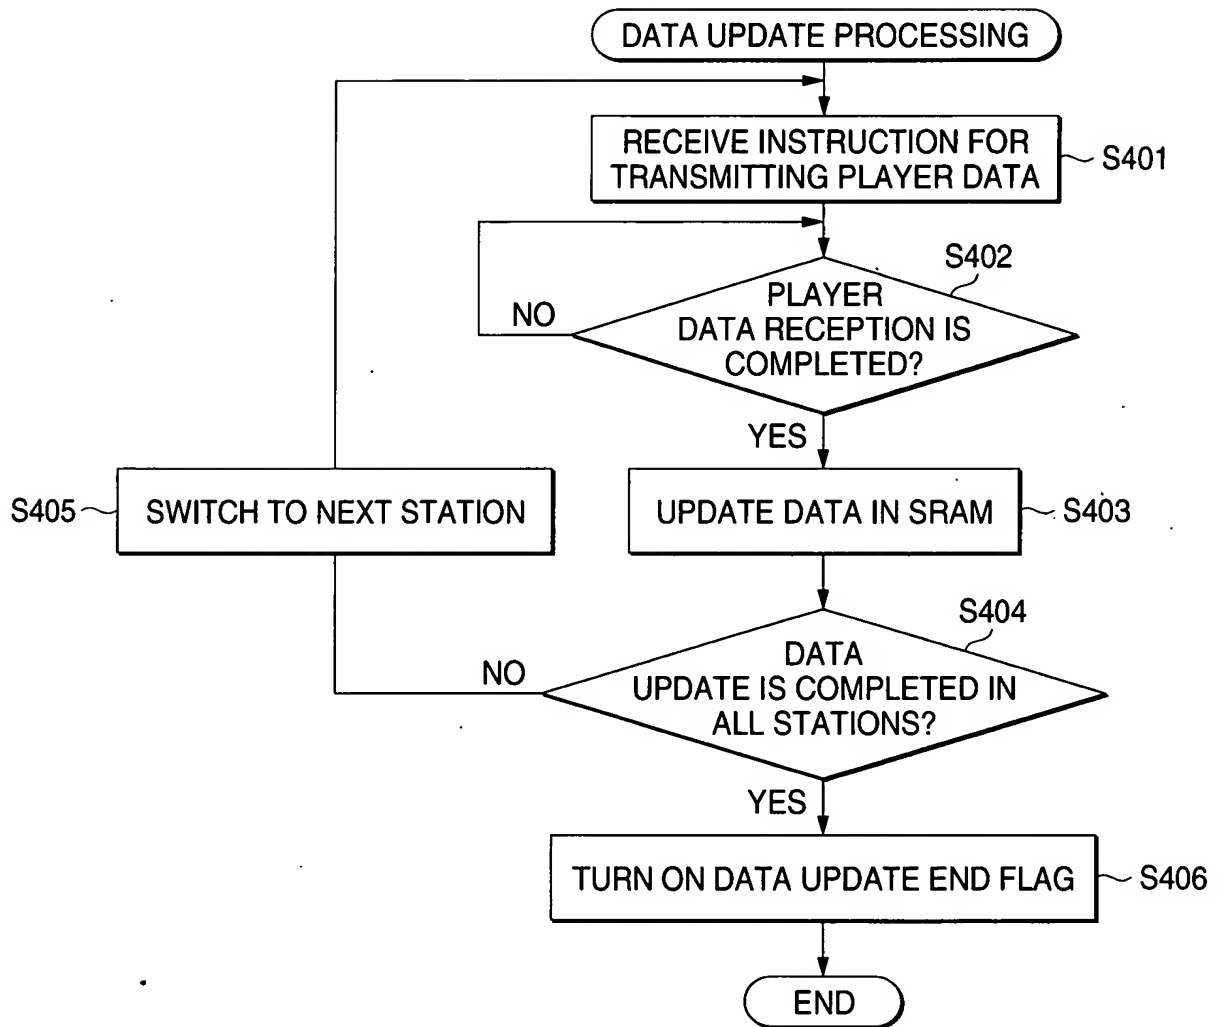 DATA UPDATE PROCESSING
RECEIVE INSTRUCTION FOR
TRANSMITTING PLAYER DATA
S401
S402
PLAYER
DATA RECEPTION IS
COMPLETED?
NO
YES
S405
SWITCH TO NEXT STATION
UPDATE DATA IN SRAM
S403
S404
DATA
UPDATE IS COMPLETED IN
ALL STATIONS?
NO
YES
TURN ON DATA UPDATE END FLAG
S406
END